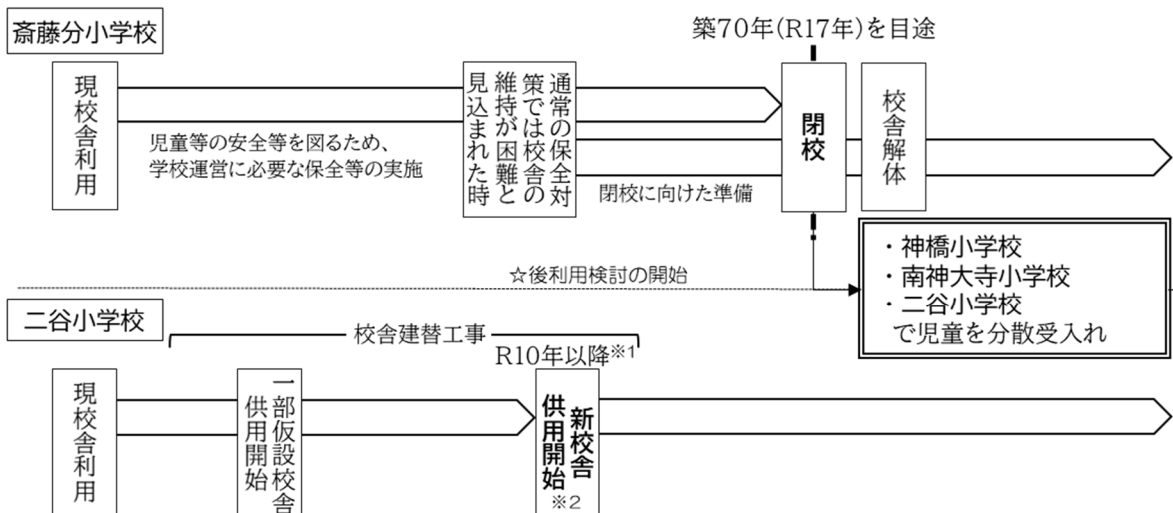 斎藤分小学校
築70年(R17年)を目途
現校舎利用
児童等の安全等を図るため、
学校運営に必要な保全等の実施
通常の保全対
策では校舎の
維持が困難と
見込まれた時
閉校に向けた準備
閉校
校舎解体
・神橋小学校
・南神大寺小学校
・二谷小学校
で児童を分散受入れ
☆後利用検討の開始
二谷小学校
校舎建替工事
R10年以降※1
現校舎利用
一部仮設校舎
供用開始
新校舎
供用開始
※2